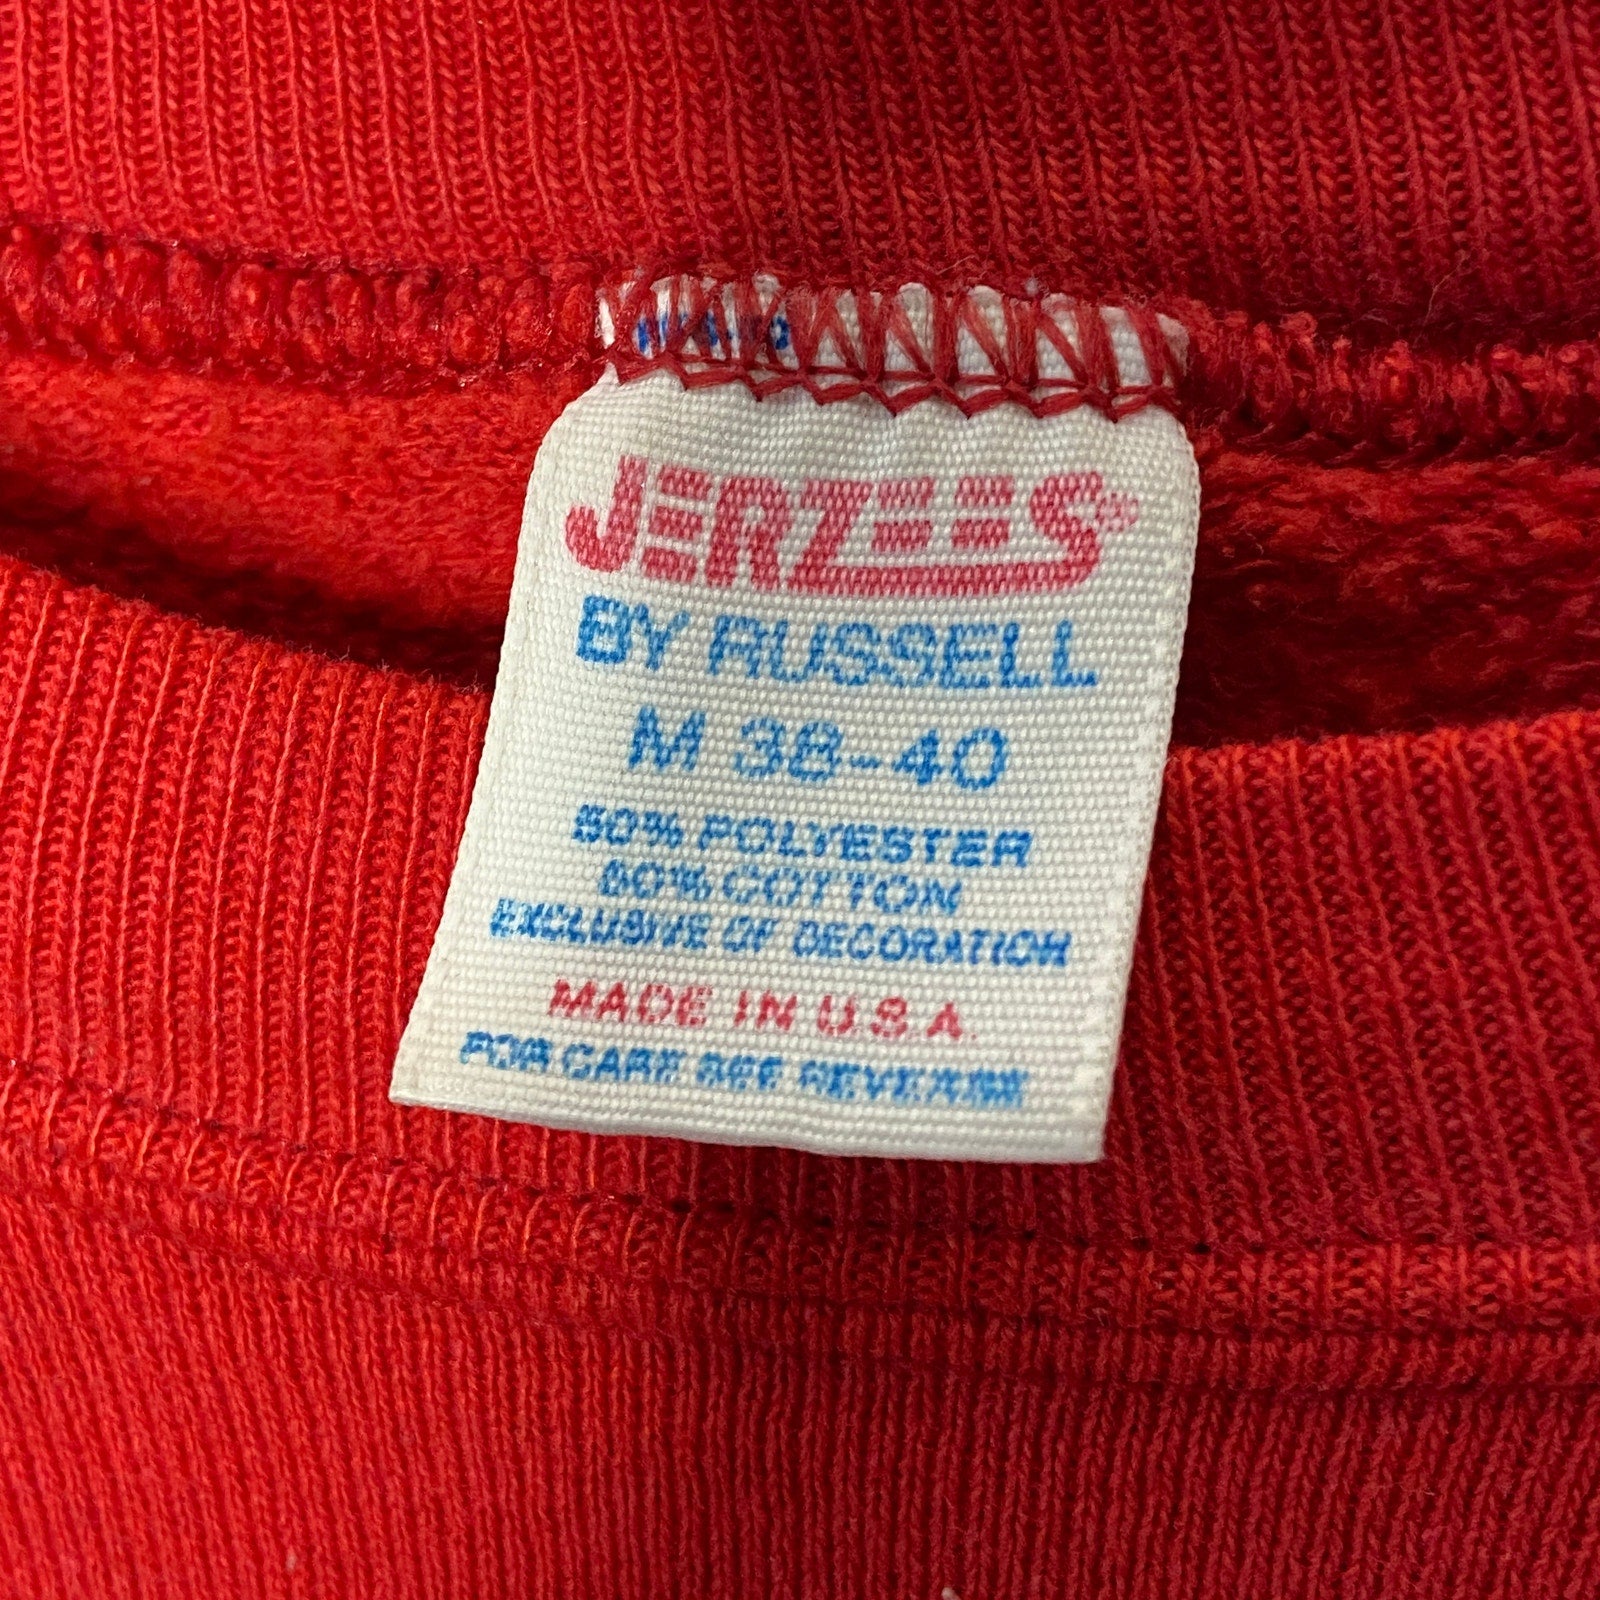 JERZEES®
BY RUSSELL
M 38-40
50% POLYESTER
50% COTTON
EXCLUSIVE OF DECORATION
MADE IN U.S.A.
FOR CARE SEE REVERSE